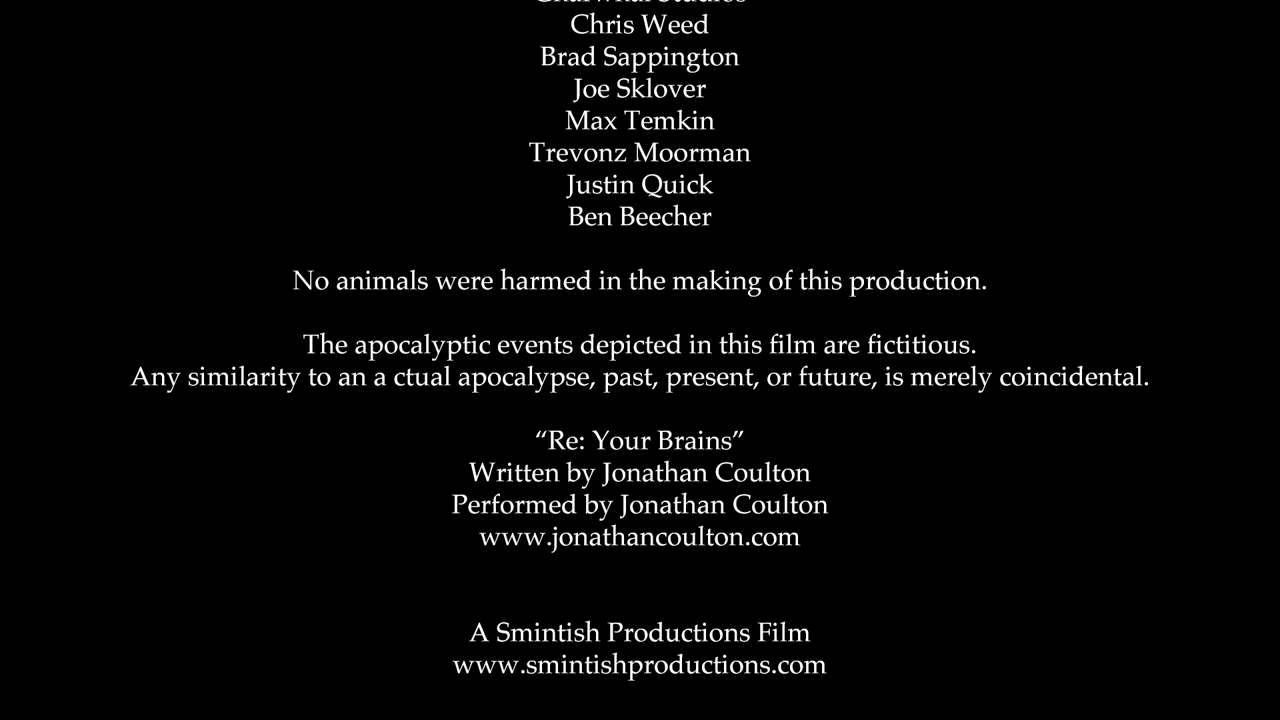 Chris Weed
Brad Sappington
Joe Sklover
Max Temkin
Trevonz Moorman
Justin Quick
Ben Beecher
No animals were harmed in the making of this production.
The apocalyptic events depicted in this film are fictitious.
Any similarity to an a ctual apocalypse, past, present, or future, is merely coincidental.
“Re: Your Brains”
Written by Jonathan Coulton
Performed by Jonathan Coulton
www.jonathancoulton.com
A Smintish Productions Film
www.smintishproductions.com